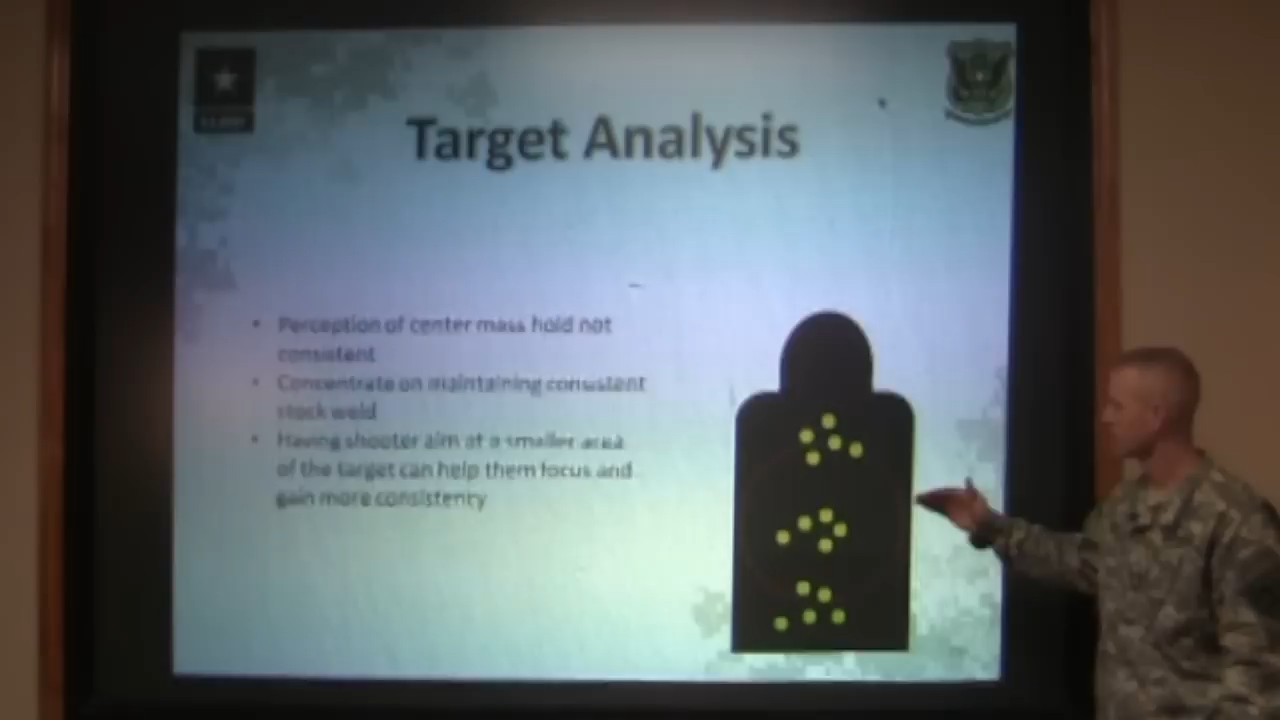 Target Analysis
• Perception of center mass hold not
consistent
• Concentrate on maintaining consistent
stock weld
• Having shooter aim at a smaller area
of the target can help them focus and
gain more consistency